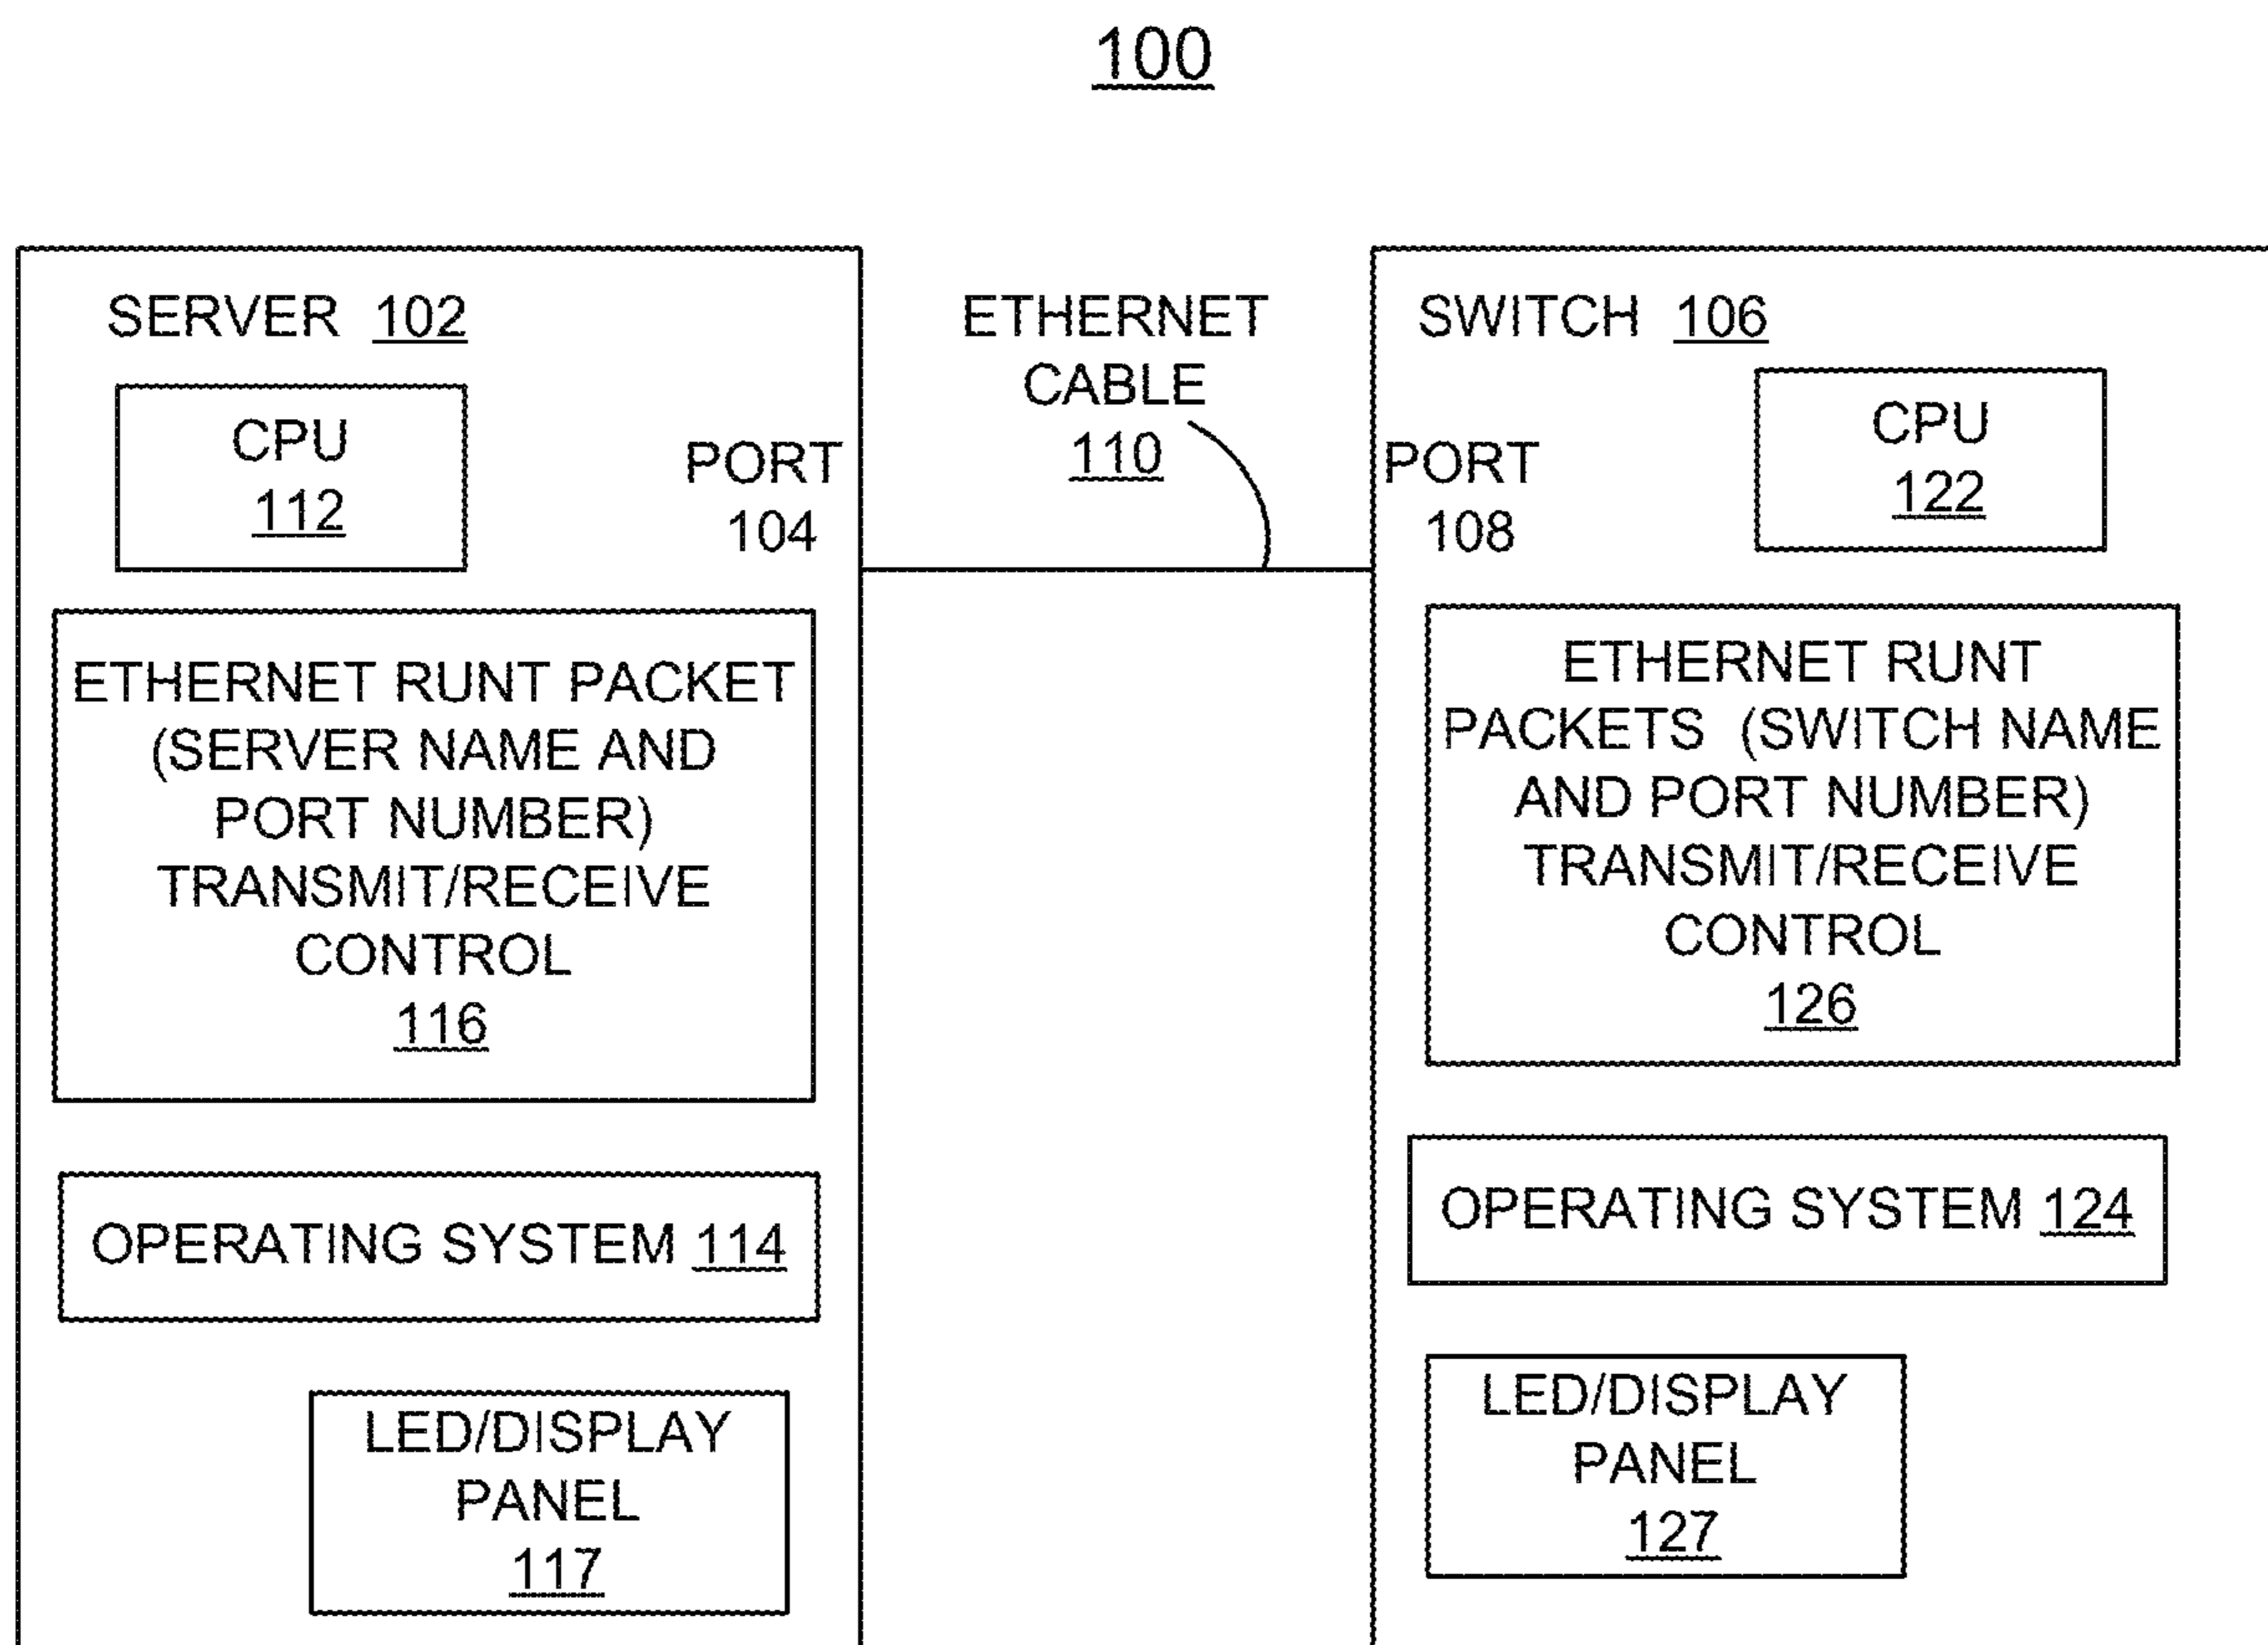 100
SERVER 102
CPU
112
PORT
104
ETHERNET RUNT PACKET
(SERVER NAME AND
PORT NUMBER)
TRANSMIT/RECEIVE
CONTROL
116
OPERATING SYSTEM 114
LED/DISPLAY
PANEL
117
ETHERNET
CABLE
110
SWITCH 106
PORT
108
CPU
122
ETHERNET RUNT
PACKETS (SWITCH NAME
AND PORT NUMBER)
TRANSMIT/RECEIVE
CONTROL
126
OPERATING SYSTEM 124
LED/DISPLAY
PANEL
127